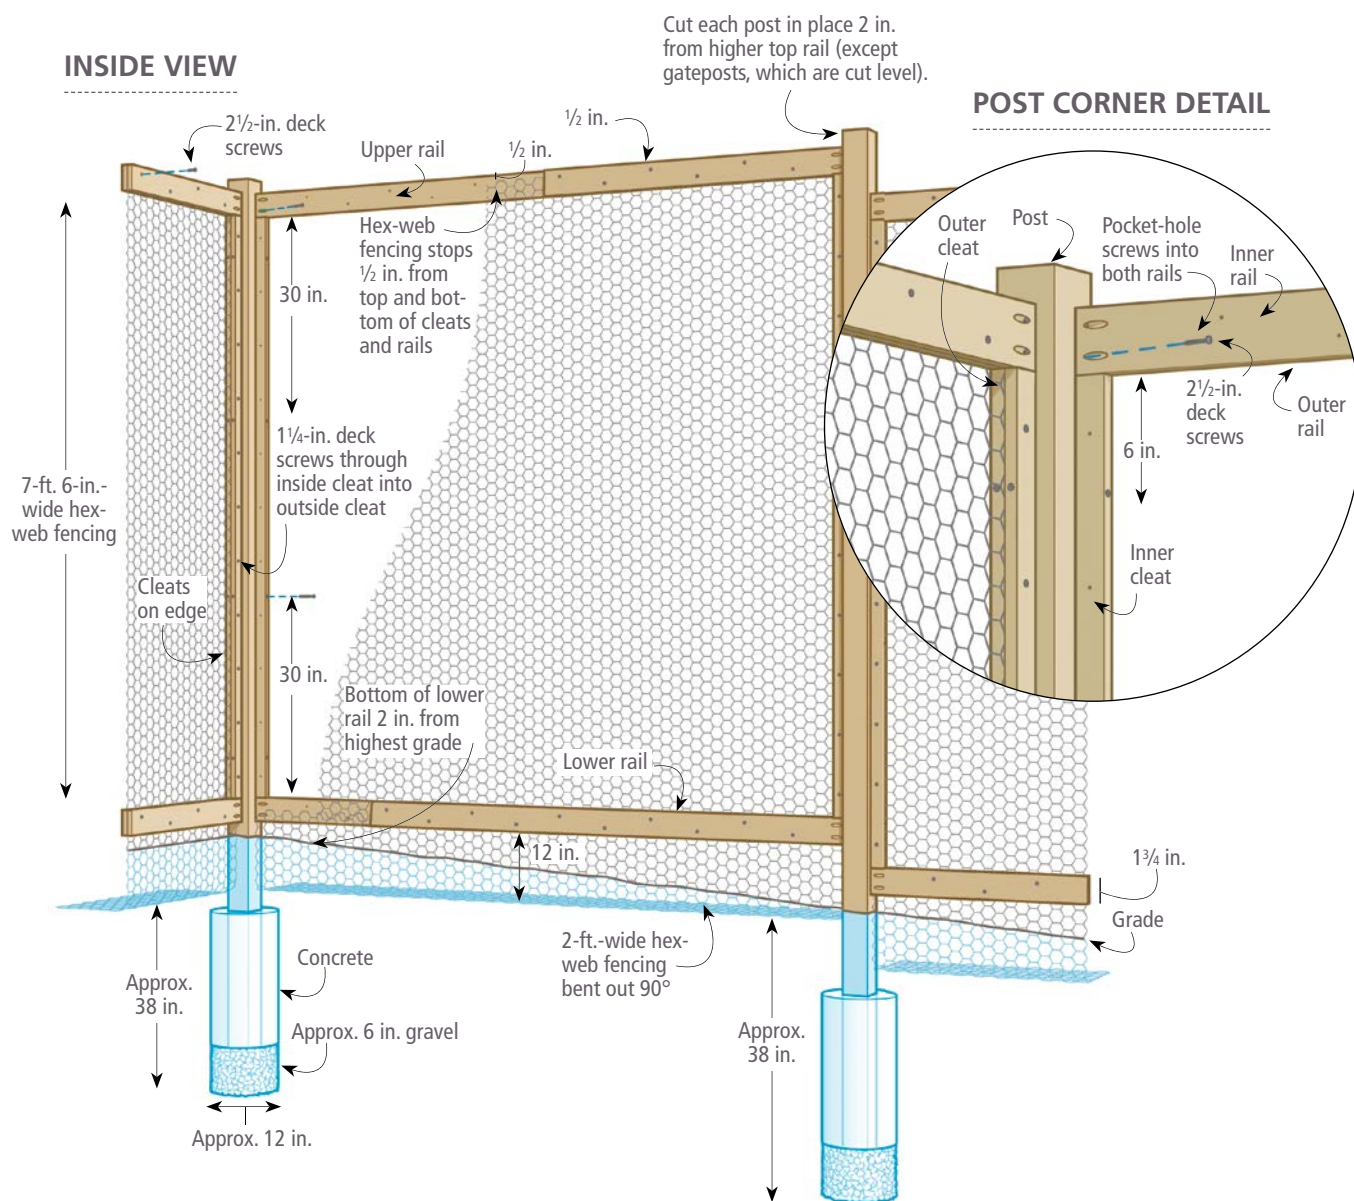 Cut each post in place 2 in.
from higher top rail (except
gateposts, which are cut level).
INSIDE VIEW
POST CORNER DETAIL
2½-in. deck
screws
Upper rail
½ in.
½ in.
Hex-web
fencing stops
½ in. from
top and bot-
tom of cleats
and rails
30 in.
1¼-in. deck
screws through
inside cleat into
outside cleat
7-ft. 6-in.-
wide hex-
web fencing
Cleats
on edge
30 in.
Bottom of lower
rail 2 in. from
highest grade
Lower rail
12 in.
2-ft.-wide hex-
web fencing
bent out 90°
Concrete
Approx.
38 in.
Approx. 6 in. gravel
Approx. 12 in.
Approx.
38 in.
1¾ in.
Grade
Outer
cleat
Post
Pocket-hole
screws into
both rails
Inner
rail
2½-in.
deck
screws
Outer
rail
6 in.
Inner
cleat